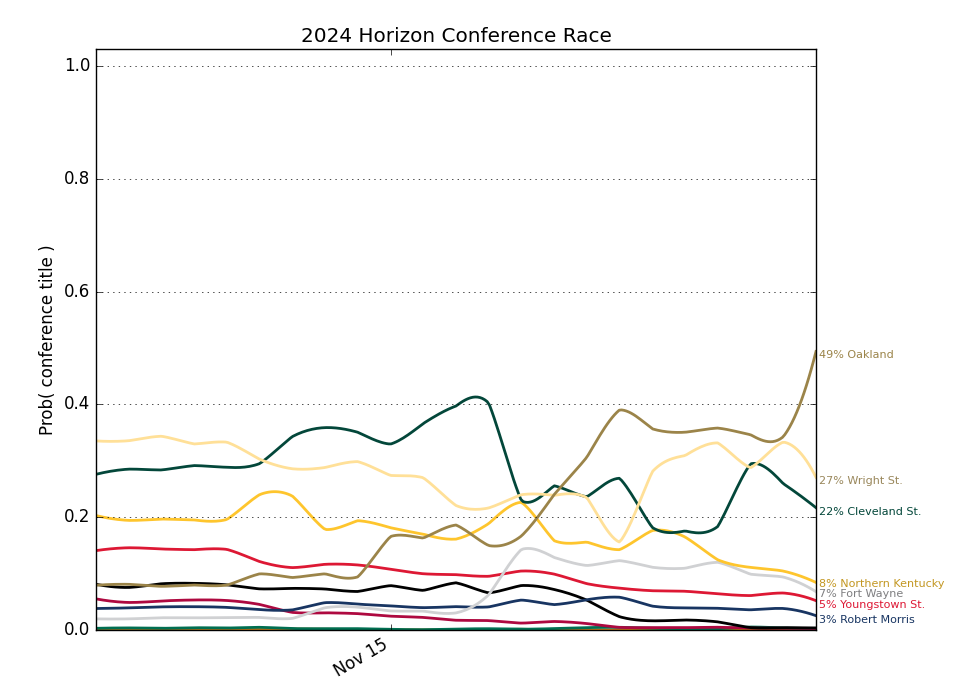 2024 Horizon Conference Race
1.0
0.8
0.6
0.4
0.2
0.0
Prob( conference title )
Nov 15
49% Oakland
27% Wright St.
22% Cleveland St.
8% Northern Kentucky
7% Fort Wayne
5% Youngstown St.
3% Robert Morris